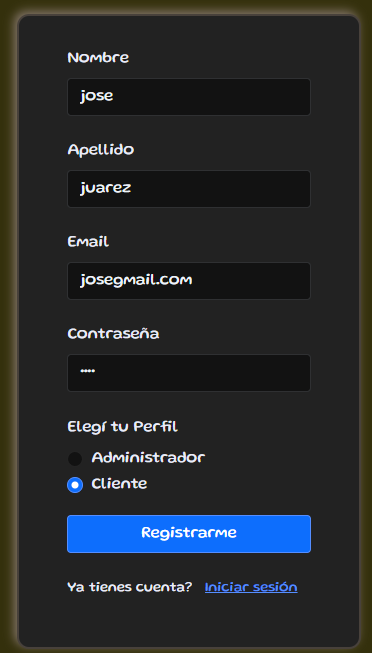 Nombre
jose
Apellido
juarez
Email
josegmail.com
Contraseña
····
Elegí tu Perfil
Administrador
Cliente
Registrarme
Ya tienes cuenta? Iniciar sesión